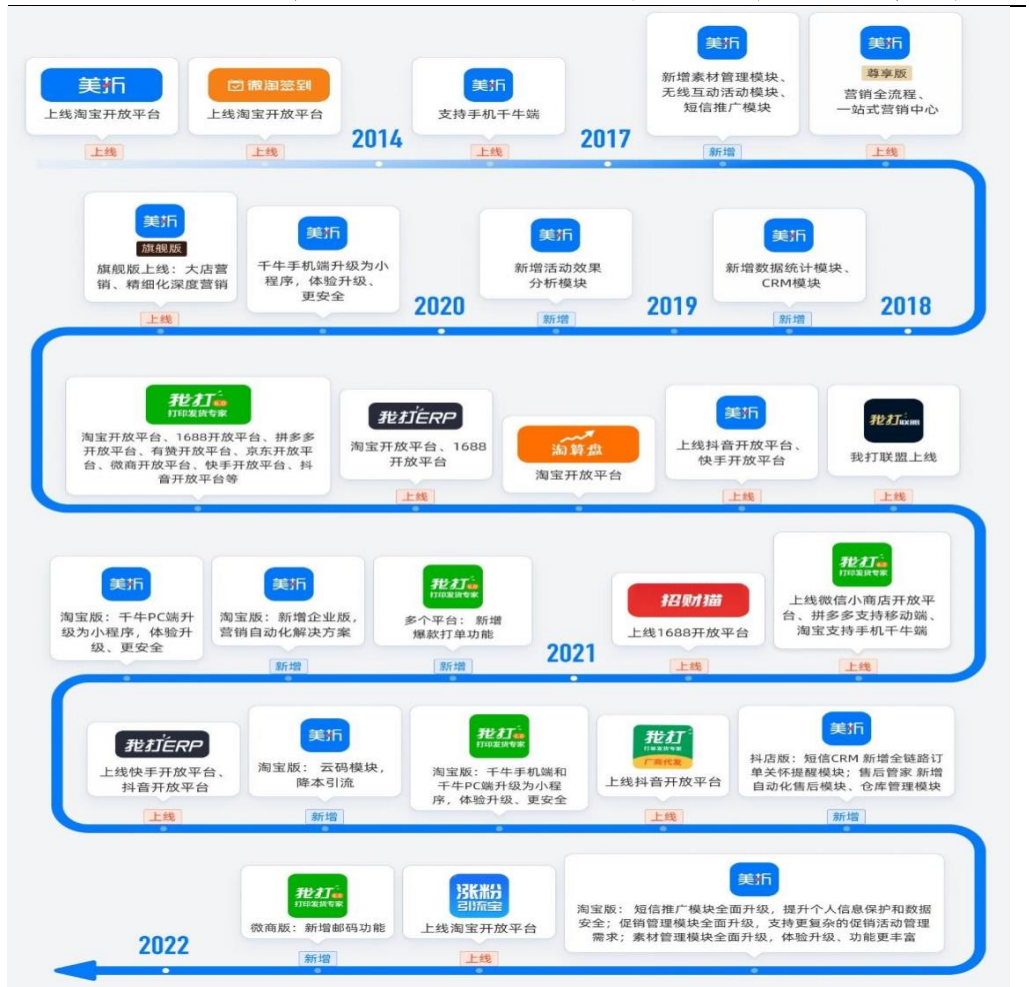 美折
上线淘宝开放平台
上线
微淘签到
上线淘宝开放平台
上线
2014
美折
支持手机千牛端
上线
2017
美折
新增素材管理模块、
无线互动活动模块、
短信推广模块
新增
美折
尊享版
营销全流程、
一站式营销中心
上线
美折
旗舰版
旗舰版上线：大店营
销、精细化深度营销
上线
美折
千牛手机端升级为小
程序，体验升级、
更安全
2020
美折
新增活动效果
分析模块
新增
2019
美折
新增数据统计模块、
CRM模块
新增
2018
我打
打印发货专家
淘宝开放平台、1688开放平台、拼多多
开放平台、有赞开放平台、京东开放平
台、微商开放平台、快手开放平台、抖
音开放平台等
我打ERP
淘宝开放平台、1688
开放平台
上线
淘算盘
淘宝开放平台
美折
上线抖音开放平台、
快手开放平台
上线
我打
我打联盟上线
上线
美折
淘宝版：千牛PC端升
级为小程序，体验升
级、更安全
美折
淘宝版：新增企业版，
营销自动化解决方案
新增
我打
打印发货专家
多个平台：新增
爆款打单功能
新增
2021
招财猫
上线1688开放平台
上线
我打
打印发货专家
上线微信小商店开放平
台、拼多多支持移动端、
淘宝支持手机千牛端
上线
我打ERP
上线快手开放平台、
抖音开放平台
上线
美折
淘宝版：云码模块，
降本引流
新增
我打
打印发货专家
淘宝版：千牛手机端和
千牛PC端升级为小程
序，体验升级、更安全
我打
打单发货专家
厂商代发
上线抖音开放平台
上线
美折
抖店版：短信CRM 新增全链路订
单关怀提醒模块；售后管家 新增
自动化售后模块、仓库管理模块
新增
2022
我打
打印发货专家
微商版：新增邮码功能
新增
涨粉
引流宝
上线淘宝开放平台
上线
美折
淘宝版：短信推广模块全面升级，提升个人信息保护和数据
安全；促销管理模块全面升级，支持更复杂的促销活动管理
需求；素材管理模块全面升级，体验升级、功能更丰富